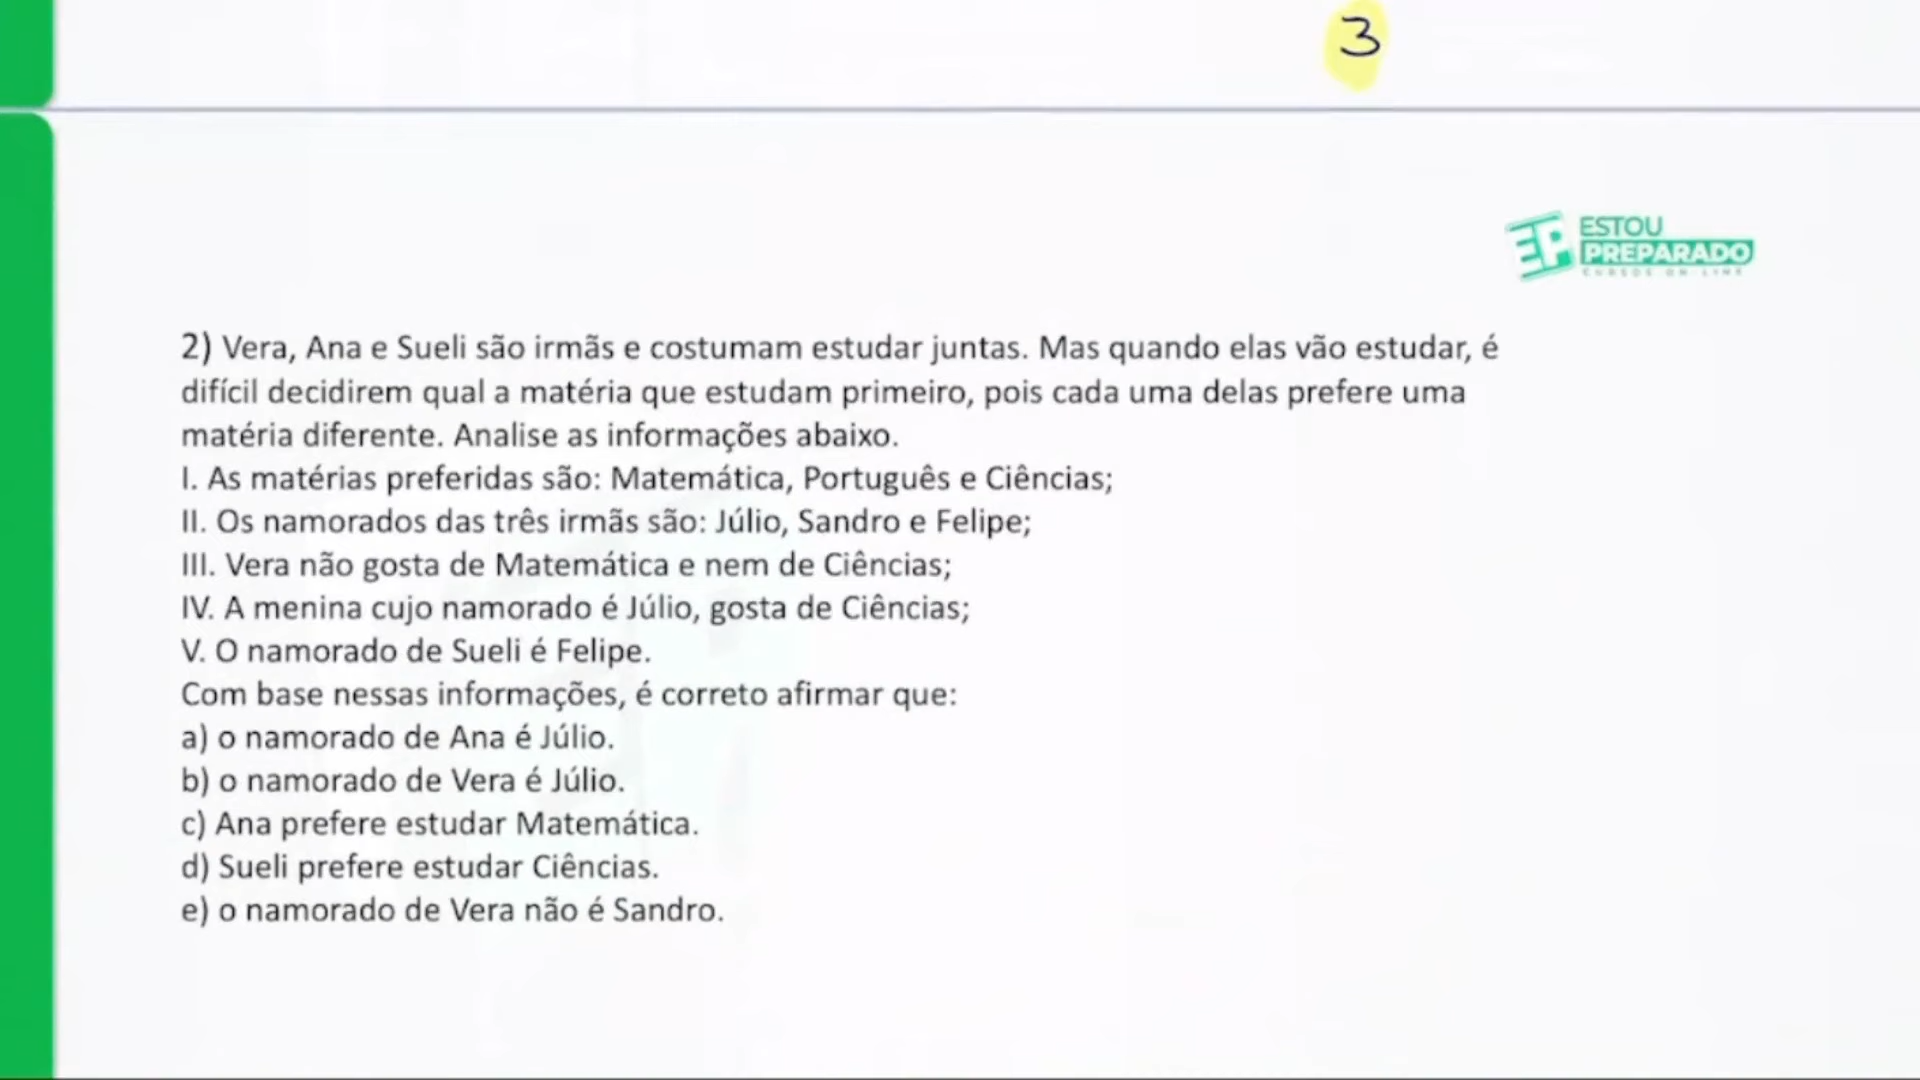 3
ESTOU
PREPARADO
CURSOS ON-LINE
2) Vera, Ana e Sueli são irmãs e costumam estudar juntas. Mas quando elas vão estudar, é
difícil decidirem qual a matéria que estudam primeiro, pois cada uma delas prefere uma
matéria diferente. Analise as informações abaixo.
I. As matérias preferidas são: Matemática, Português e Ciências;
II. Os namorados das três irmãs são: Júlio, Sandro e Felipe;
III. Vera não gosta de Matemática e nem de Ciências;
IV. A menina cujo namorado é Júlio, gosta de Ciências;
V. O namorado de Sueli é Felipe.
Com base nessas informações, é correto afirmar que:
a) o namorado de Ana é Júlio.
b) o namorado de Vera é Júlio.
c) Ana prefere estudar Matemática.
d) Sueli prefere estudar Ciências.
e) o namorado de Vera não é Sandro.